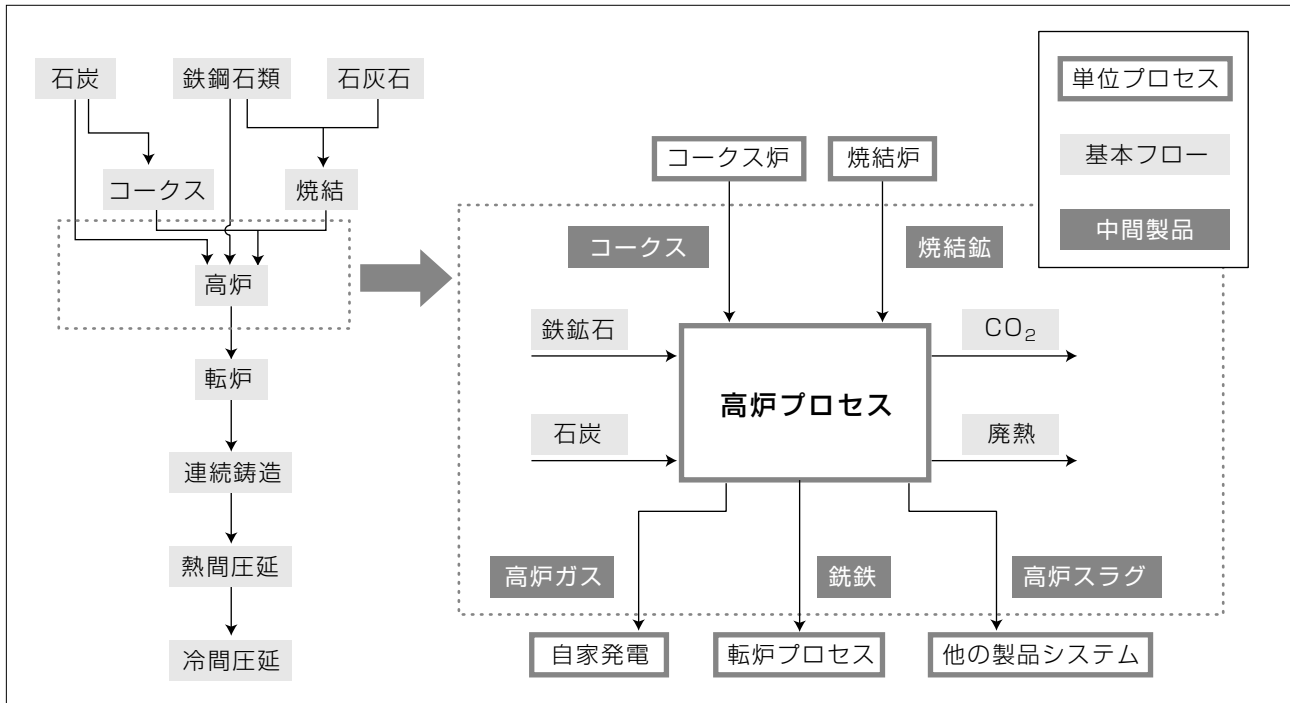 石炭
鉄鋼石類
石灰石
コークス
焼結
高炉
転炉
連続鋳造
熱間圧延
冷間圧延
単位プロセス
基本フロー
中間製品
コークス炉
焼結炉
コークス
焼結鉱
鉄鉱石
CO₂
高炉プロセス
石炭
廃熱
高炉ガス
銑鉄
高炉スラグ
自家発電
転炉プロセス
他の製品システム